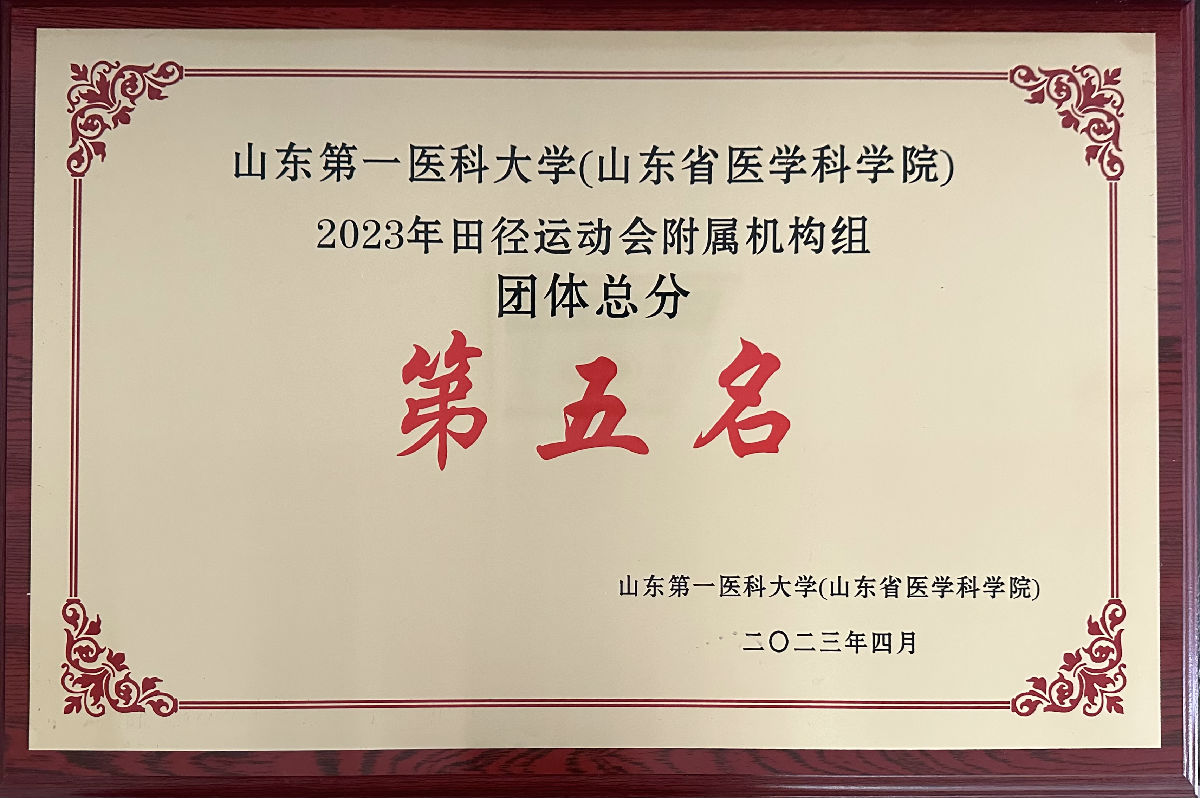 山东第一医科大学(山东省医学科学院)
2023年田径运动会附属机构组
团体总分
第五名
山东第一医科大学(山东省医学科学院)
二〇二三年四月